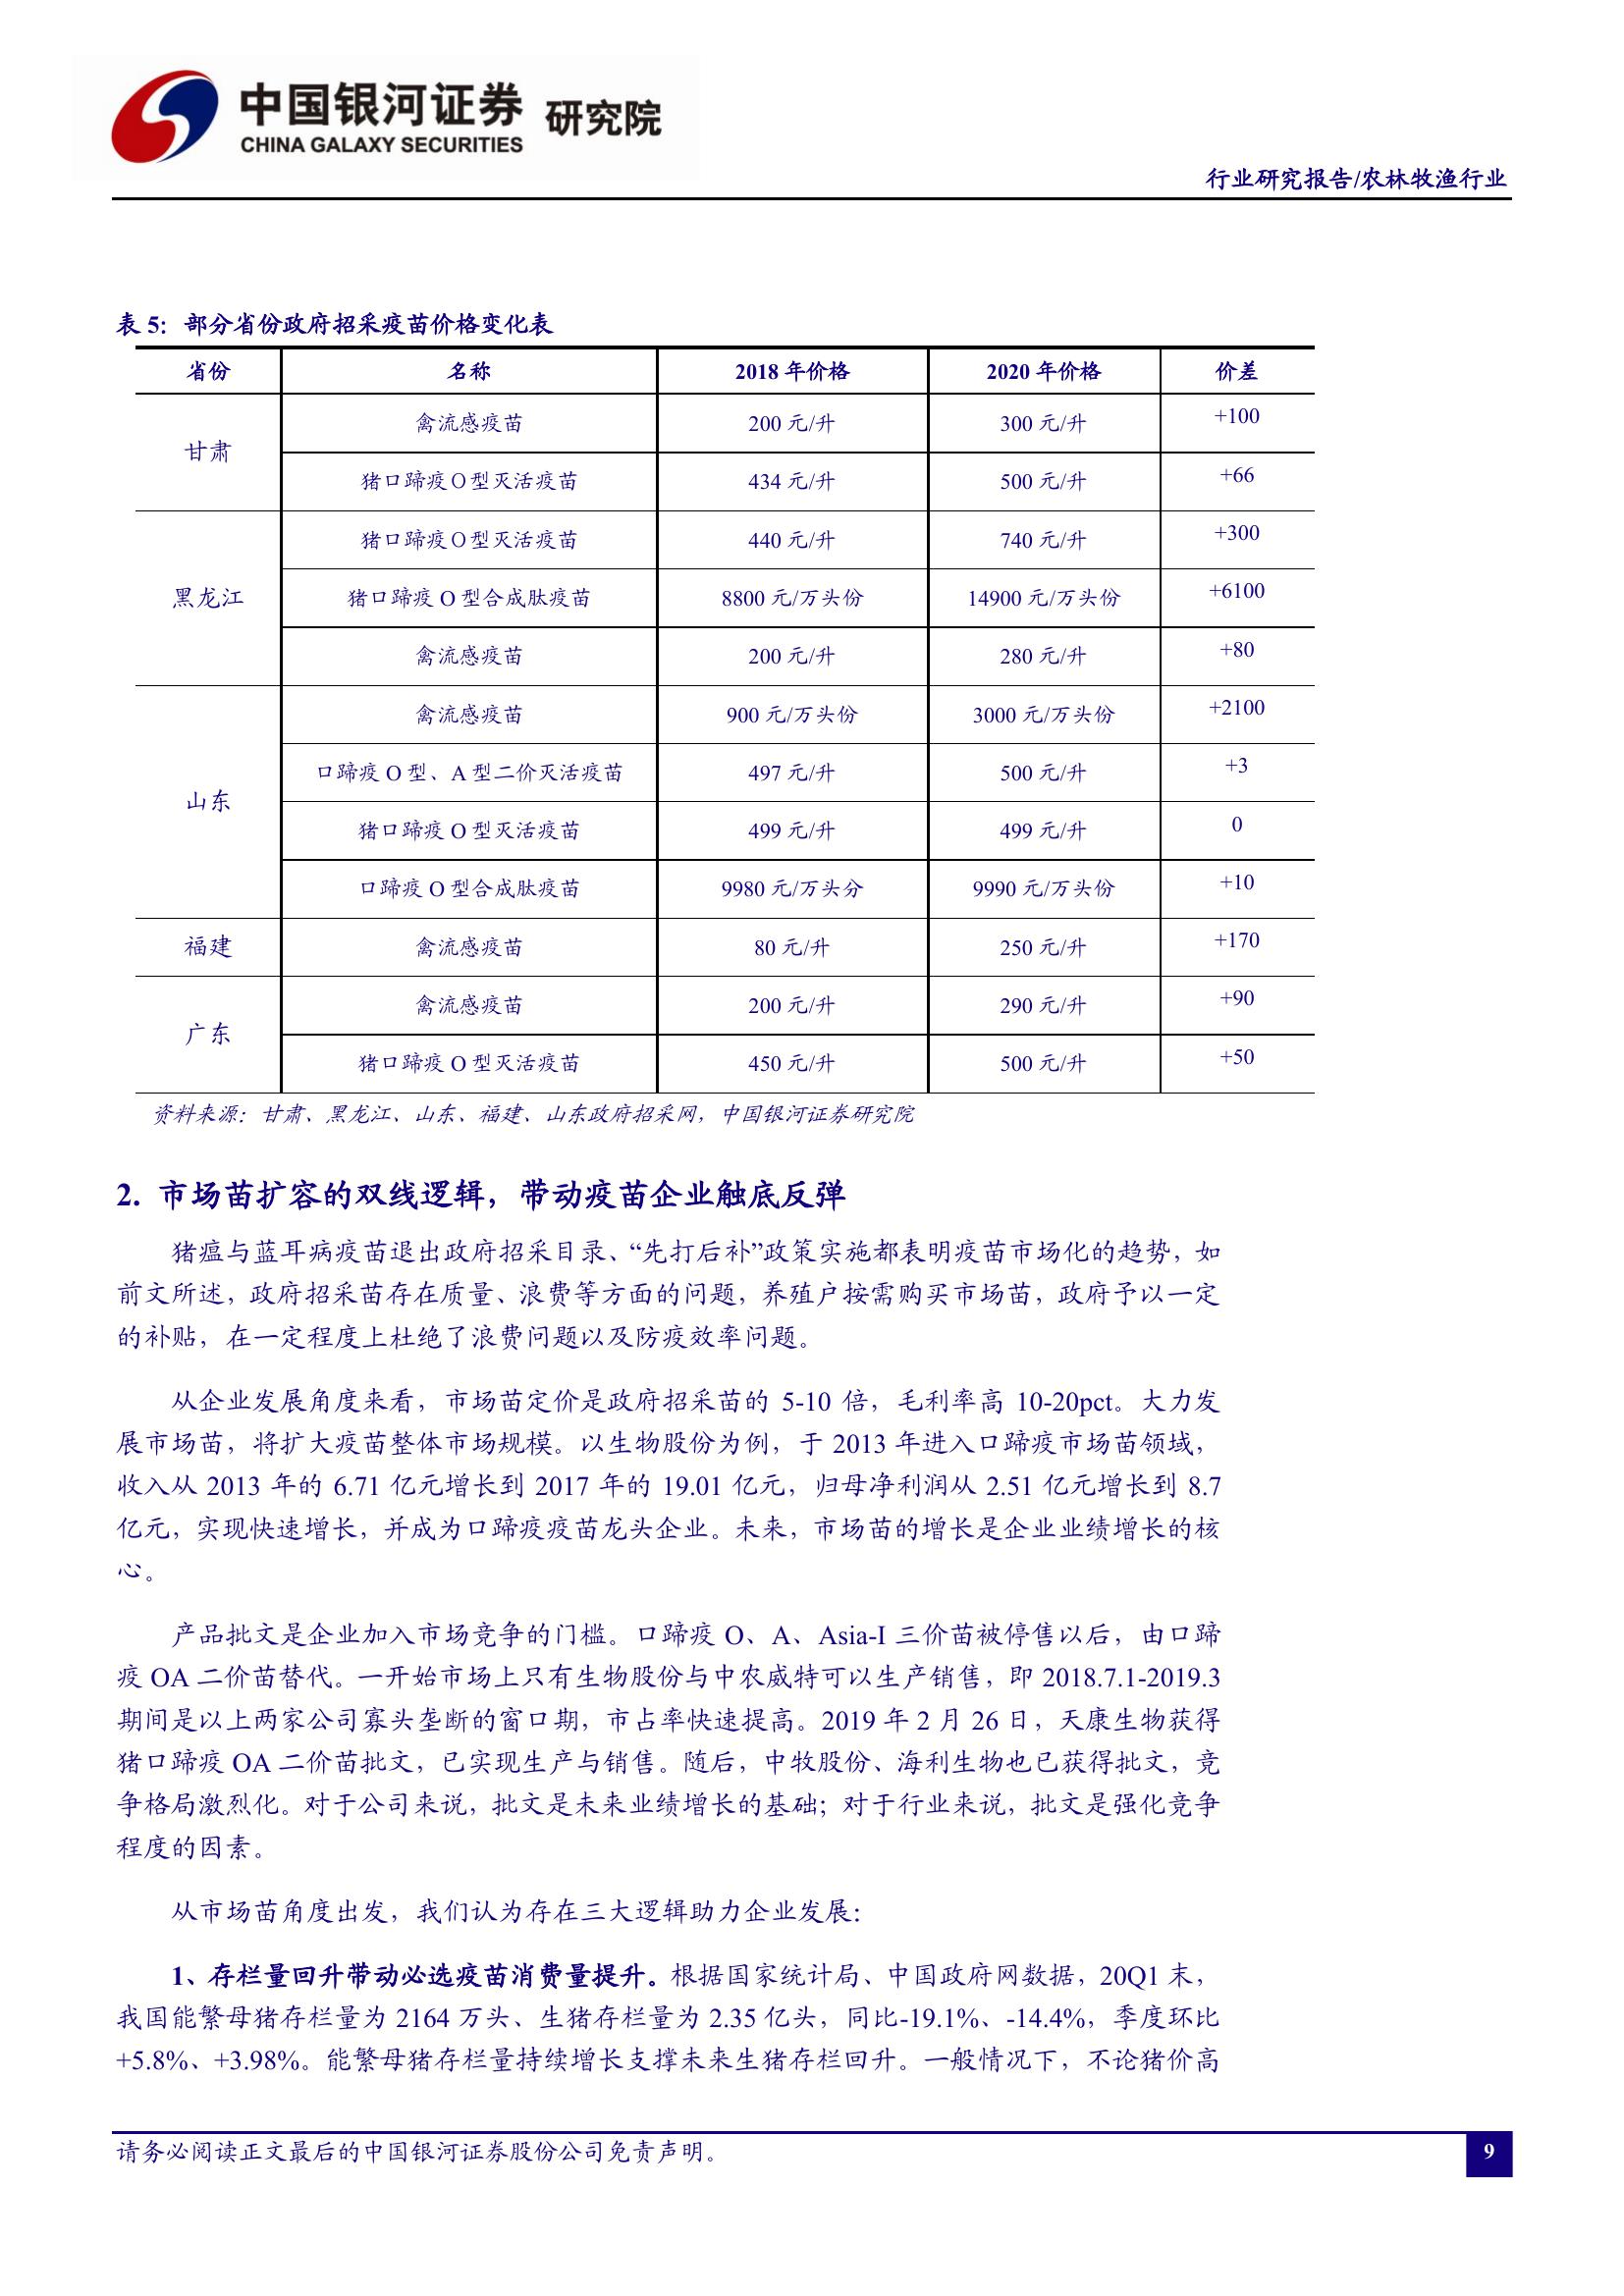 中国银河证券 研究院
CHINA GALAXY SECURITIES
行业研究报告/农林牧渔行业
表 5：部分省份政府招采疫苗价格变化表
省份 名称 2018 年价格 2020 年价格 价差
甘肃 禽流感疫苗 200 元/升 300 元/升 +100
猪口蹄疫O型灭活疫苗 434 元/升 500 元/升 +66
黑龙江 猪口蹄疫O型灭活疫苗 440 元/升 740 元/升 +300
猪口蹄疫 O 型合成肽疫苗 8800 元/万头份 14900 元/万头份 +6100
禽流感疫苗 200 元/升 280 元/升 +80
山东 禽流感疫苗 900 元/万头份 3000 元/万头份 +2100
口蹄疫 O 型、A 型二价灭活疫苗 497 元/升 500 元/升 +3
猪口蹄疫 O 型灭活疫苗 499 元/升 499 元/升 0
口蹄疫 O 型合成肽疫苗 9980 元/万头分 9990 元/万头份 +10
福建 禽流感疫苗 80 元/升 250 元/升 +170
广东 禽流感疫苗 200 元/升 290 元/升 +90
猪口蹄疫 O 型灭活疫苗 450 元/升 500 元/升 +50
资料来源：甘肃、黑龙江、山东、福建、山东政府招采网，中国银河证券研究院
2. 市场苗扩容的双线逻辑，带动疫苗企业触底反弹
猪瘟与蓝耳病疫苗退出政府招采目录、“先打后补”政策实施都表明疫苗市场化的趋势，如
前文所述，政府招采苗存在质量、浪费等方面的问题，养殖户按需购买市场苗，政府予以一定
的补贴，在一定程度上杜绝了浪费问题以及防疫效率问题。
从企业发展角度来看，市场苗定价是政府招采苗的 5-10 倍，毛利率高 10-20pct。大力发
展市场苗，将扩大疫苗整体市场规模。以生物股份为例，于 2013 年进入口蹄疫市场苗领域，
收入从 2013 年的 6.71 亿元增长到 2017 年的 19.01 亿元，归母净利润从 2.51 亿元增长到 8.7
亿元，实现快速增长，并成为口蹄疫疫苗龙头企业。未来，市场苗的增长是企业业绩增长的核
心。
产品批文是企业加入市场竞争的门槛。口蹄疫 O、A、Asia-I 三价苗被停售以后，由口蹄
疫 OA 二价苗替代。一开始市场上只有生物股份与中农威特可以生产销售，即 2018.7.1-2019.3
期间是以上两家公司寡头垄断的窗口期，市占率快速提高。2019 年 2 月 26 日，天康生物获得
猪口蹄疫 OA 二价苗批文，已实现生产与销售。随后，中牧股份、海利生物也已获得批文，竞
争格局激烈化。对于公司来说，批文是未来业绩增长的基础；对于行业来说，批文是强化竞争
程度的因素。
从市场苗角度出发，我们认为存在三大逻辑助力企业发展：
1、存栏量回升带动必选疫苗消费量提升。根据国家统计局、中国政府网数据，20Q1 末，
我国能繁母猪存栏量为 2164 万头、生猪存栏量为 2.35 亿头，同比-19.1%、-14.4%，季度环比
+5.8%、+3.98%。能繁母猪存栏量持续增长支撑未来生猪存栏回升。一般情况下，不论猪价高
请务必阅读正文最后的中国银河证券股份公司免责声明。
9